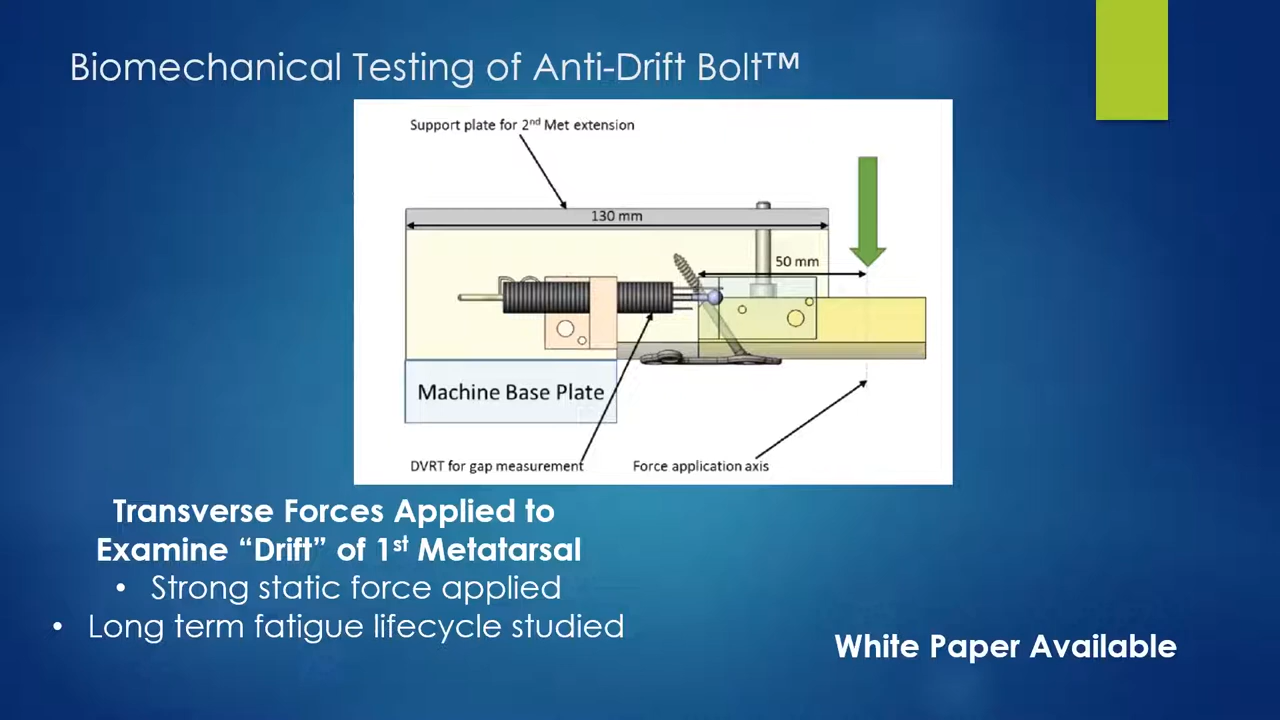 Biomechanical Testing of Anti-Drift Bolt™
Support plate for 2nd Met extension
130 mm
50 mm
Machine Base Plate
DVRT for gap measurement
Force application axis
Transverse Forces Applied to
Examine “Drift” of 1st Metatarsal
• Strong static force applied
• Long term fatigue lifecycle studied
White Paper Available